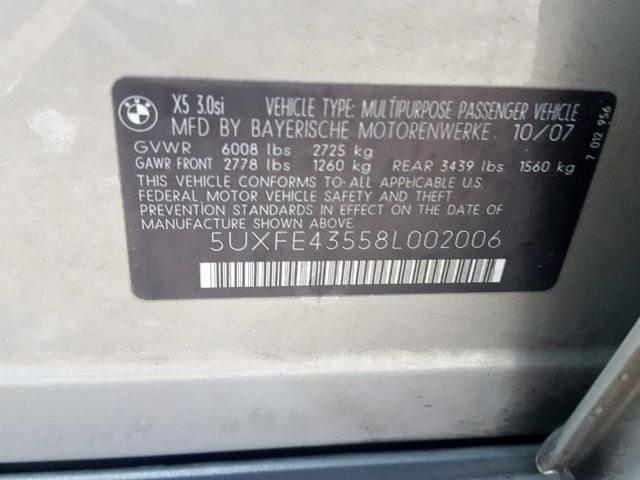 BMW
X5 3.0si VEHICLE TYPE: MULTIPURPOSE PASSENGER VEHICLE
MFD BY BAYERISCHE MOTORENWERKE 10/07
GVWR 6008 lbs 2725 kg
GAWR FRONT 2778 lbs 1260 kg REAR 3439 lbs 1560 kg
THIS VEHICLE CONFORMS TO ALL APPLICABLE U.S.
FEDERAL MOTOR VEHICLE SAFETY AND THEFT
PREVENTION STANDARDS IN EFFECT ON THE DATE OF
MANUFACTURE SHOWN ABOVE.
5UXFE43558L002006
7 012 956